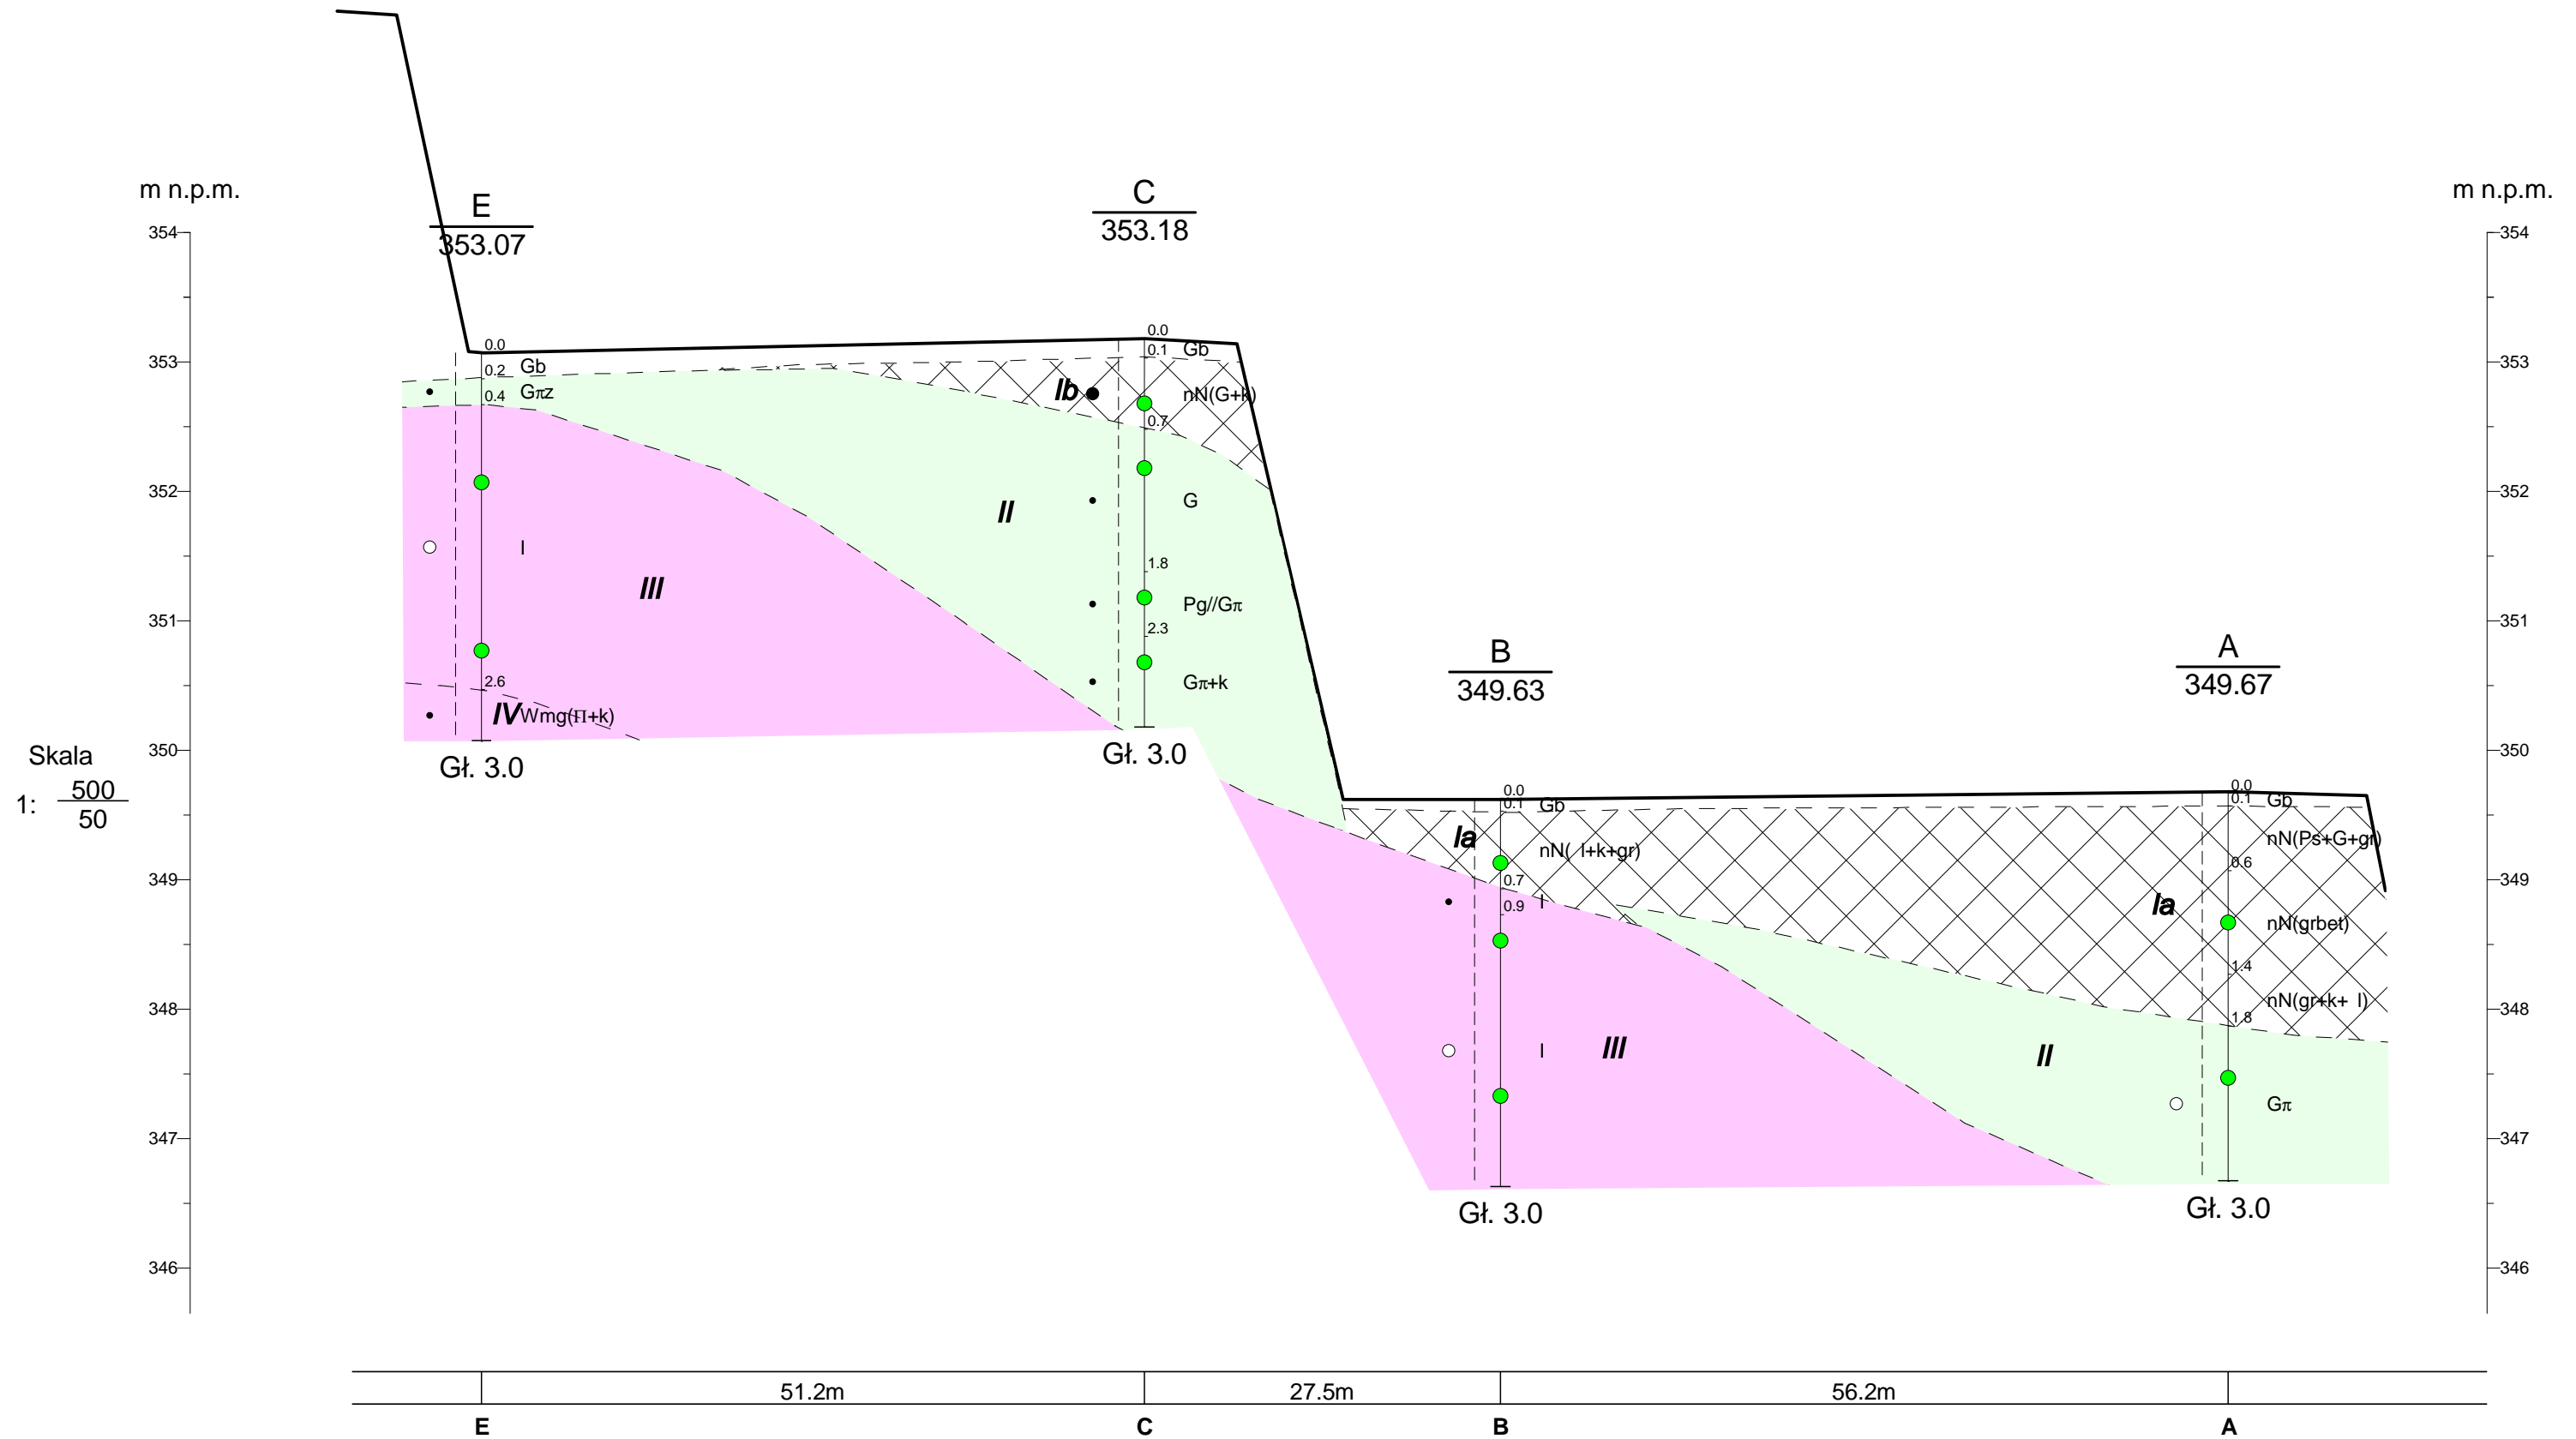 m n.p.m.
m n.p.m.
E
353.07
C
353.18
354
354
353
353
352
352
351
351
350
350
349
349
348
348
347
347
346
346
0.0
Gb
0.2
Gπz
0.4
I
III
2.6
IV
Wmg(Π+k)
Gł. 3.0
0.0
0.1
Gb
Ib
nN(G+k)
0.7
II
G
1.8
Pg//Gπ
2.3
Gπ+k
Gł. 3.0
Skala
1: 500
50
B
349.63
0.0
0.1
Gb
Ia
nN( I+k+gr)
0.7
I
0.9
I
III
Gł. 3.0
A
349.67
0.0
0.1
Gb
nN(Ps+G+gr)
0.6
Ia
nN(grbet)
1.4
nN(gr+k+ I)
1.8
II
Gπ
Gł. 3.0
51.2m
27.5m
56.2m
E
C
B
A